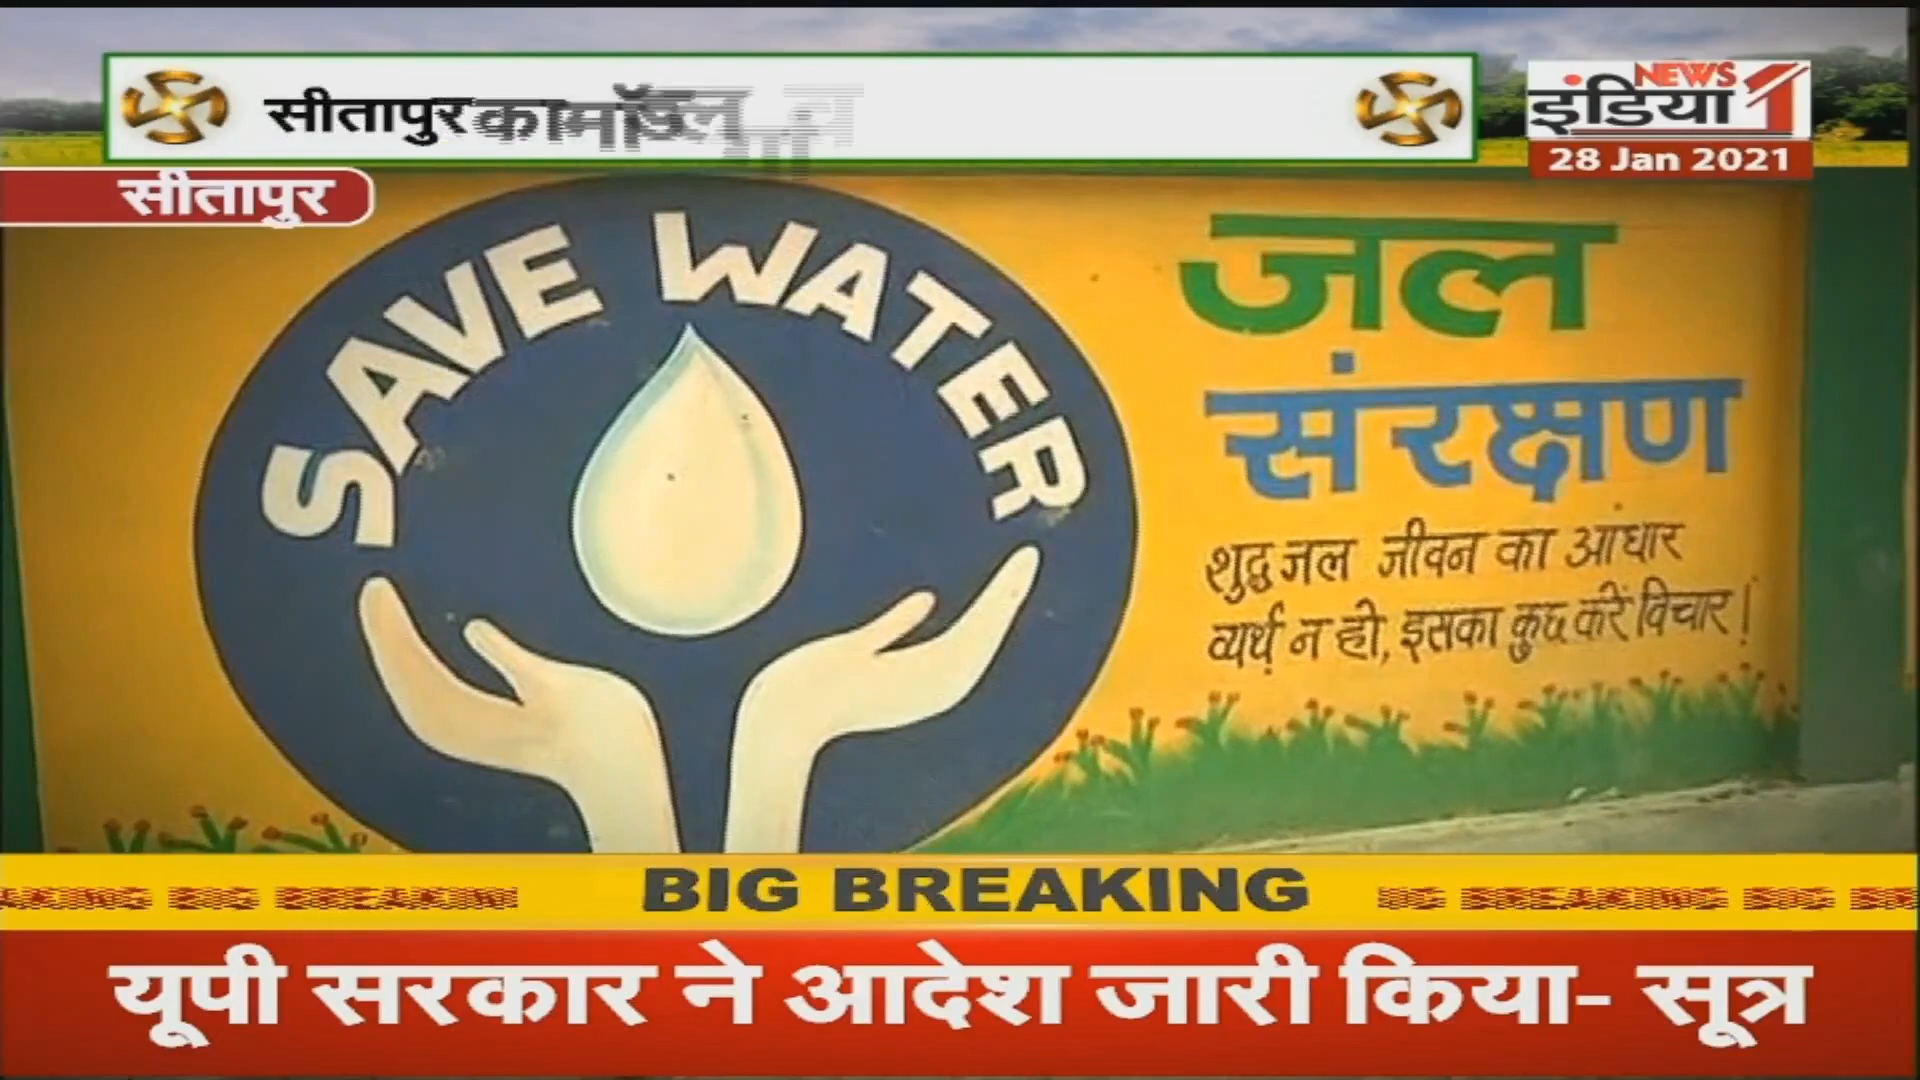 सीतापुर का मॉडल
NEWS
इंडिया 1
28 Jan 2021
सीतापुर
SAVE WATER
जल
संरक्षण
शुद्ध जल जीवन का आधार
व्यर्थ न हो, इसका कुछ करें विचार!
BIG BREAKING
यूपी सरकार ने आदेश जारी किया- सूत्र